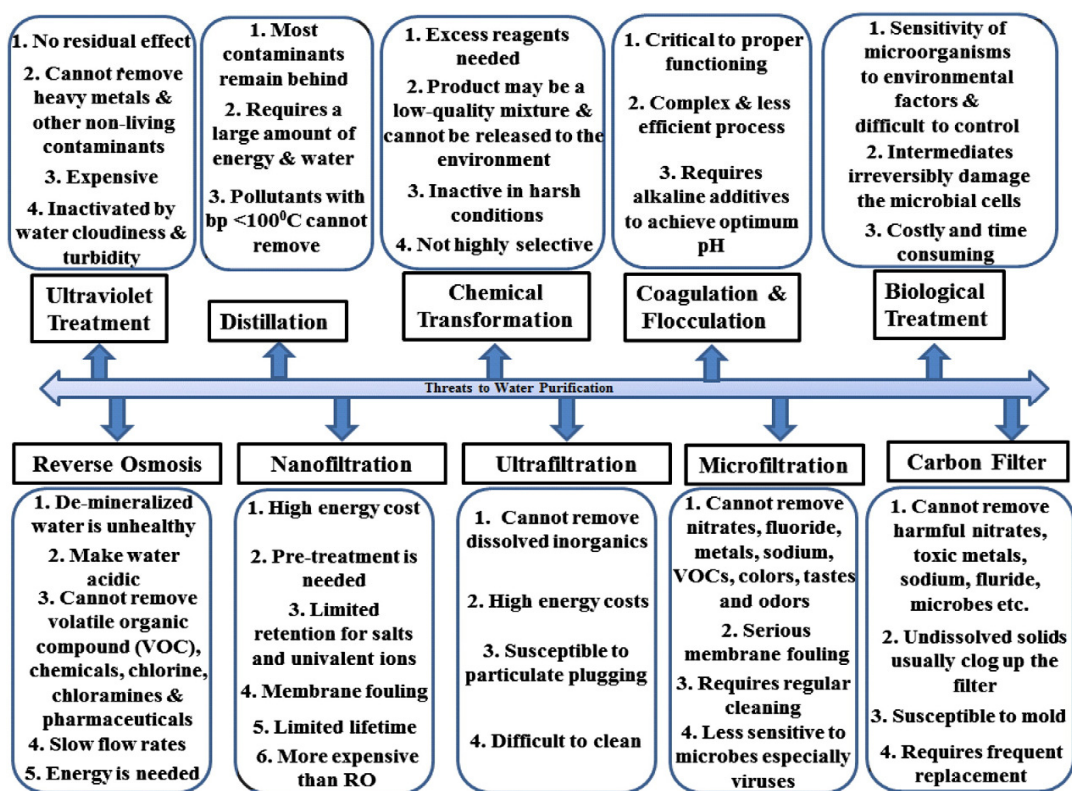 1. No residual effect
2. Cannot remove
heavy metals &
other non-living
contaminants
3. Expensive
4. Inactivated by
water cloudiness &
turbidity
Ultraviolet
Treatment
1. Most
contaminants
remain behind
2. Requires a
large amount of
energy & water
3. Pollutants with
bp <100⁰C cannot
remove
Distillation
1. Excess reagents
needed
2. Product may be a
low-quality mixture &
cannot be released to the
environment
3. Inactive in harsh
conditions
4. Not highly selective
Chemical
Transformation
1. Critical to proper
functioning
2. Complex & less
efficient process
3. Requires
alkaline additives
to achieve optimum
pH
Coagulation &
Flocculation
1. Sensitivity of
microorganisms
to environmental
factors &
difficult to control
2. Intermediates
irreversibly damage
the microbial cells
3. Costly and time
consuming
Biological
Treatment
Threats to Water Purification
Reverse Osmosis
1. De-mineralized
water is unhealthy
2. Make water
acidic
3. Cannot remove
volatile organic
compound (VOC),
chemicals, chlorine,
chloramines &
pharmaceuticals
4. Slow flow rates
5. Energy is needed
Nanofiltration
1. High energy cost
2. Pre-treatment is
needed
3. Limited
retention for salts
and univalent ions
4. Membrane fouling
5. Limited lifetime
6. More expensive
than RO
Ultrafiltration
1. Cannot remove
dissolved inorganics
2. High energy costs
3. Susceptible to
particulate plugging
4. Difficult to clean
Microfiltration
1. Cannot remove
nitrates, fluoride,
metals, sodium,
VOCs, colors, tastes
and odors
2. Serious
membrane fouling
3. Requires regular
cleaning
4. Less sensitive to
microbes especially
viruses
Carbon Filter
1. Cannot remove
harmful nitrates,
toxic metals,
sodium, fluride,
microbes etc.
2. Undissolved solids
usually clog up the
filter
3. Susceptible to mold
4. Requires frequent
replacement